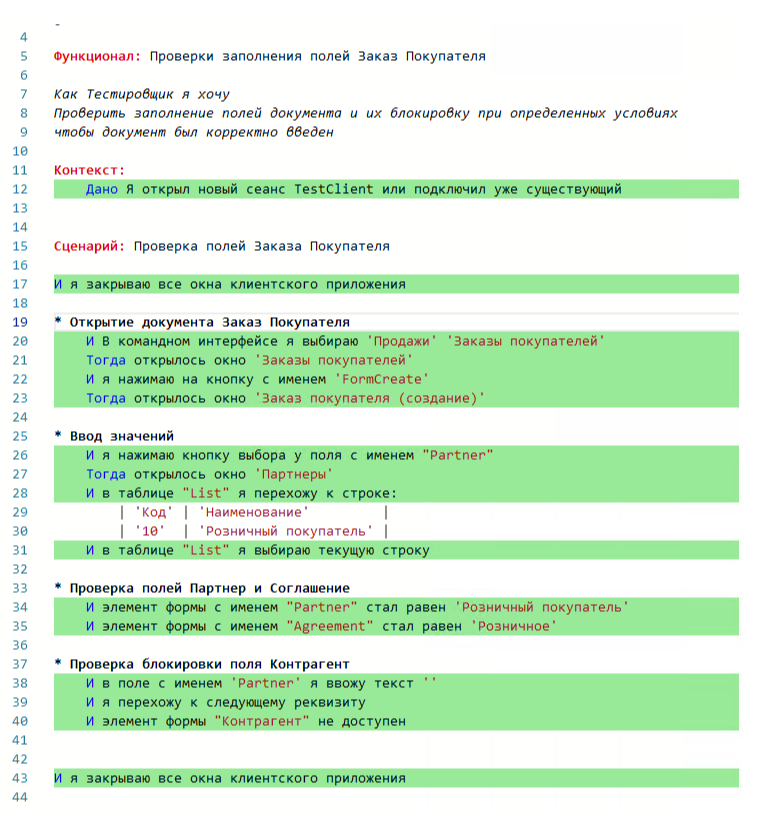 4
5 Функционал: Проверки заполнения полей Заказ Покупателя
6
7 Как Тестировщик я хочу
8 Проверить заполнение полей документа и их блокировку при определенных условиях
9 чтобы документ был корректно введен
10
11 Контекст:
12 Дано Я открыл новый сеанс TestClient или подключил уже существующий
13
14
15 Сценарий: Проверка полей Заказа Покупателя
16
17 И я закрываю все окна клиентского приложения
18
19 * Открытие документа Заказ Покупателя
20 И В командном интерфейсе я выбираю 'Продажи' 'Заказы покупателей'
21 Тогда открылось окно 'Заказы покупателей'
22 И я нажимаю на кнопку с именем 'FormCreate'
23 Тогда открылось окно 'Заказ покупателя (создание)'
24
25 * Ввод значений
26 И я нажимаю кнопку выбора у поля с именем "Partner"
27 Тогда открылось окно 'Партнеры'
28 И в таблице "List" я перехожу к строке:
29 | 'Код' | 'Наименование' |
30 | '10' | 'Розничный покупатель' |
31 И в таблице "List" я выбираю текущую строку
32
33 * Проверка полей Партнер и Соглашение
34 И элемент формы с именем "Partner" стал равен 'Розничный покупатель'
35 И элемент формы с именем "Agreement" стал равен 'Розничное'
36
37 * Проверка блокировки поля Контрагент
38 И в поле с именем 'Partner' я ввожу текст ''
39 И я перехожу к следующему реквизиту
40 И элемент формы "Контрагент" не доступен
41
42
43 И я закрываю все окна клиентского приложения
44